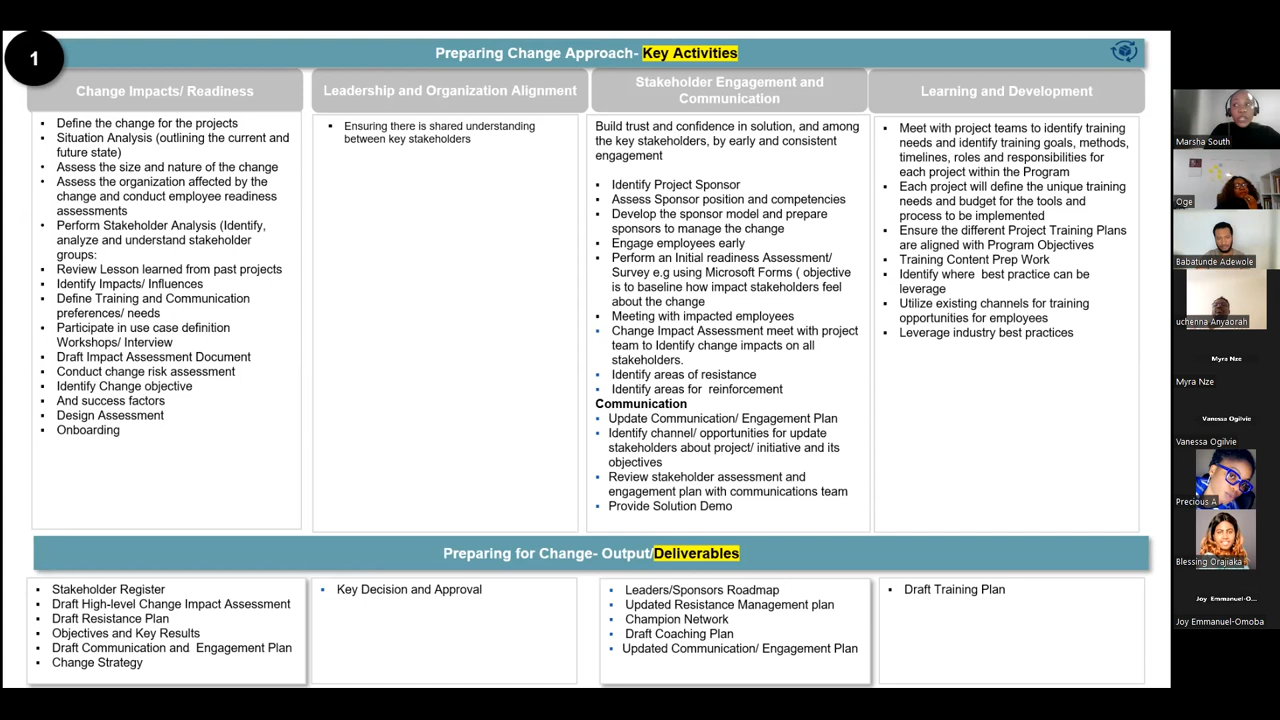 1
Preparing Change Approach- Key Activities
Change Impacts/ Readiness
Define the change for the projects
Situation Analysis (outlining the current and
future state)
Assess the size and nature of the change
Assess the organization affected by the
change and conduct employee readiness
assessments
Perform Stakeholder Analysis (Identify,
analyze and understand stakeholder
groups:
Review Lesson learned from past projects
Identify Impacts/ Influences
Define Training and Communication
preferences/ needs
Participate in use case definition
Workshops/ Interview
Draft Impact Assessment Document
Conduct change risk assessment
Identify Change objective
And success factors
Design Assessment
Onboarding
Leadership and Organization Alignment
Ensuring there is shared understanding
between key stakeholders
Stakeholder Engagement and
Communication
Build trust and confidence in solution, and among
the key stakeholders, by early and consistent
engagement
Identify Project Sponsor
Assess Sponsor position and competencies
Develop the sponsor model and prepare
sponsors to manage the change
Engage employees early
Perform an Initial readiness Assessment/
Survey e.g using Microsoft Forms ( objective
is to baseline how impact stakeholders feel
about the change
Meeting with impacted employees
Change Impact Assessment meet with project
team to Identify change impacts on all
stakeholders.
Identify areas of resistance
Identify areas for reinforcement
Communication
Update Communication/ Engagement Plan
Identify channel/ opportunities for update
stakeholders about project/ initiative and its
objectives
Review stakeholder assessment and
engagement plan with communications team
Provide Solution Demo
Learning and Development
Meet with project teams to identify training
needs and identify training goals, methods,
timelines, roles and responsibilities for
each project within the Program
Each project will define the unique training
needs and budget for the tools and
process to be implemented
Ensure the different Project Training Plans
are aligned with Program Objectives
Training Content Prep Work
Identify where best practice can be
leverage
Utilize existing channels for training
opportunities for employees
Leverage industry best practices
Preparing for Change- Output/Deliverables
Stakeholder Register
Draft High-level Change Impact Assessment
Draft Resistance Plan
Objectives and Key Results
Draft Communication and Engagement Plan
Change Strategy
Key Decision and Approval
Leaders/Sponsors Roadmap
Updated Resistance Management plan
Champion Network
Draft Coaching Plan
Updated Communication/ Engagement Plan
Draft Training Plan
Marsha South
Oge
Babatunde Adewole
uchenna Anyaorah
Myra Nze
Myra Nze
Vanessa Ogilvie
Vanessa Ogilvie
Precious A
Blessing Orajiaka
Joy Emmanuel-O...
Joy Emmanuel-Omoba